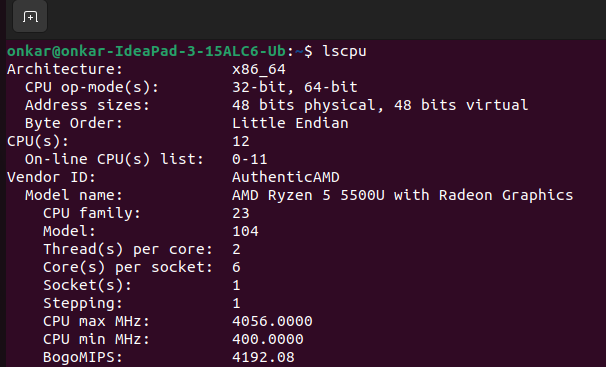 onkar@onkar-IdeaPad-3-15ALC6-Ub:~$ lscpu
Architecture:            x86_64
  CPU op-mode(s):        32-bit, 64-bit
  Address sizes:         48 bits physical, 48 bits virtual
  Byte Order:            Little Endian
CPU(s):                  12
  On-line CPU(s) list:   0-11
Vendor ID:               AuthenticAMD
  Model name:            AMD Ryzen 5 5500U with Radeon Graphics
    CPU family:          23
    Model:               104
    Thread(s) per core:  2
    Core(s) per socket:  6
    Socket(s):           1
    Stepping:            1
    CPU max MHz:         4056.0000
    CPU min MHz:         400.0000
    BogoMIPS:            4192.08